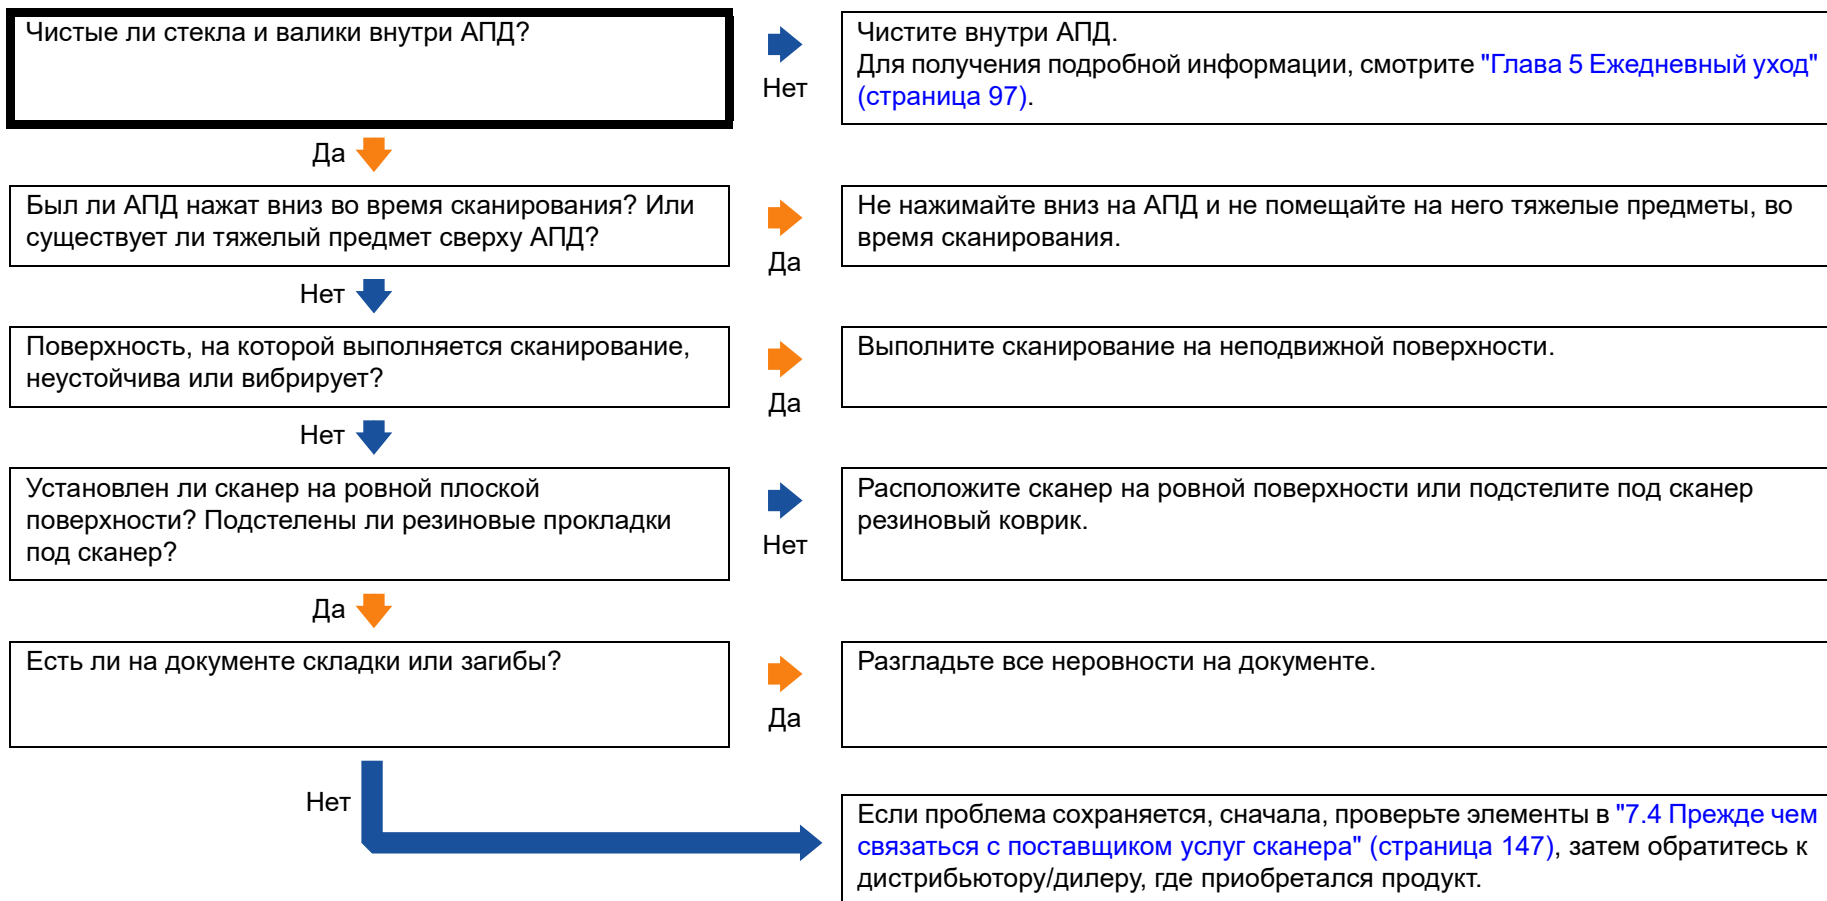 Чистые ли стекла и валики внутри АПД?
Нет
Чистите внутри АПД.
Для получения подробной информации, смотрите "Глава 5 Ежедневный уход"
(страница 97).
Да
Был ли АПД нажат вниз во время сканирования? Или
существует ли тяжелый предмет сверху АПД?
Да
Не нажимайте вниз на АПД и не помещайте на него тяжелые предметы, во
время сканирования.
Нет
Поверхность, на которой выполняется сканирование,
неустойчива или вибрирует?
Да
Выполните сканирование на неподвижной поверхности.
Нет
Установлен ли сканер на ровной плоской
поверхности? Подстелены ли резиновые прокладки
под сканер?
Нет
Расположите сканер на ровной поверхности или подстелите под сканер
резиновый коврик.
Да
Есть ли на документе складки или загибы?
Да
Разгладьте все неровности на документе.
Нет
Если проблема сохраняется, сначала, проверьте элементы в "7.4 Прежде чем
связаться с поставщиком услуг сканера" (страница 147), затем обратитесь к
дистрибьютору/дилеру, где приобретался продукт.